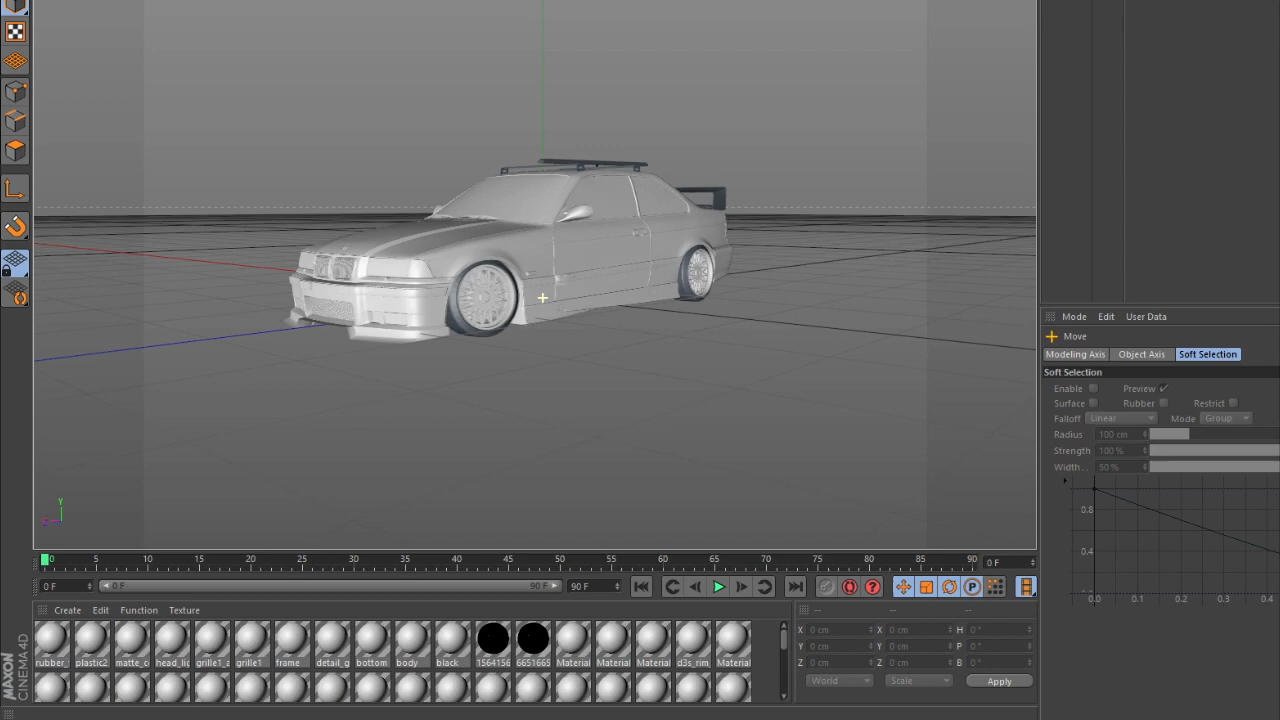 Mode Edit User Data
Move
Modeling Axis Object Axis Soft Selection
Soft Selection
Enable Preview
Surface Rubber Restrict
Falloff Linear Mode Group
Radius 100 cm
Strength 100 %
Width . . 50 %
0.8
0.4
0.0 0.1 0.2 0.3 0.4
Y
Z
0 5 10 15 20 25 30 35 40 45 50 55 60 65 70 75 80 85 90 0 F
0 F 0 F 90 F 90 F
Create Edit Function Texture
rubber_ plastic2 matte_c head_lic grille1_a grille1 frame detail_g bottom body black 1564156 6651665 Material Material Material d3s_rim_ Material
-- -- --
X 0 cm X 0 cm H 0 °
Y 0 cm Y 0 cm P 0 °
Z 0 cm Z 0 cm B 0 °
World Scale Apply
MAXON
CINEMA 4D